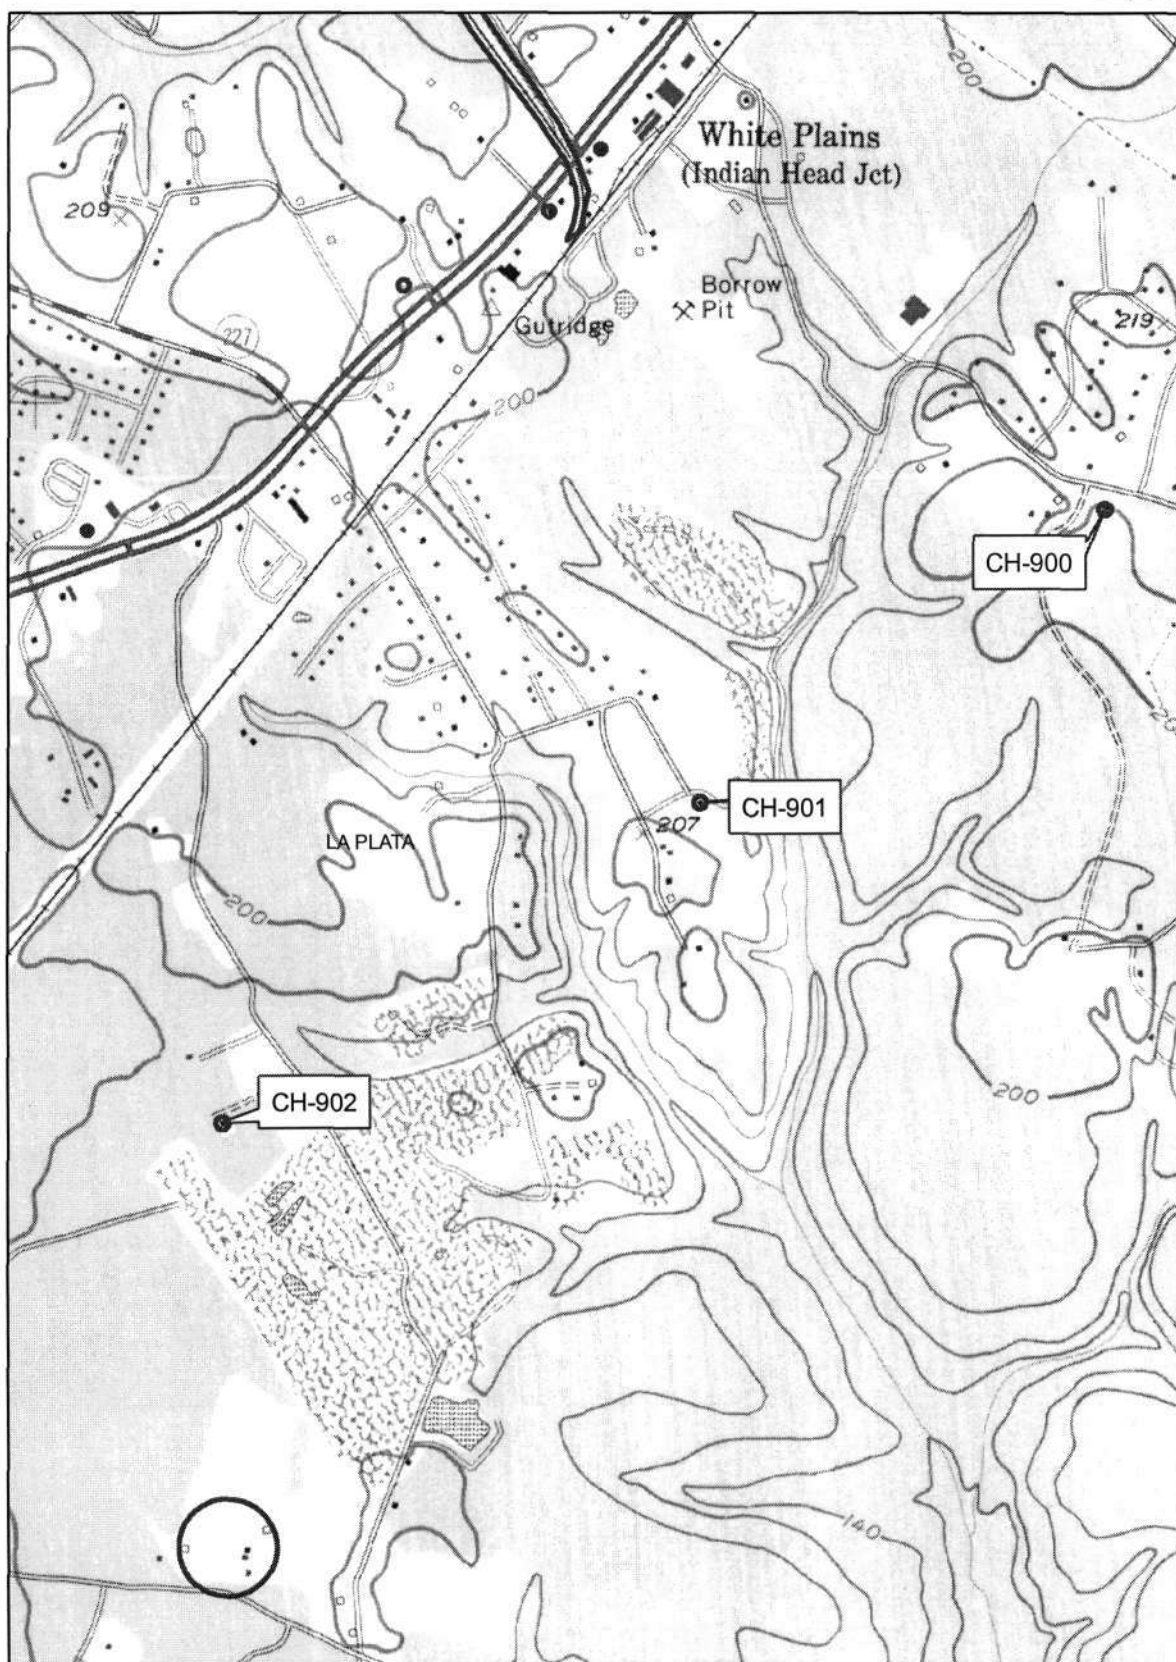 200
White Plains
(Indian Head Jct)
209
Borrow
Pit
219
227
Gutridge
200
CH-900
20
CH-901
207
LA PLATA
200
200
CH-902
140